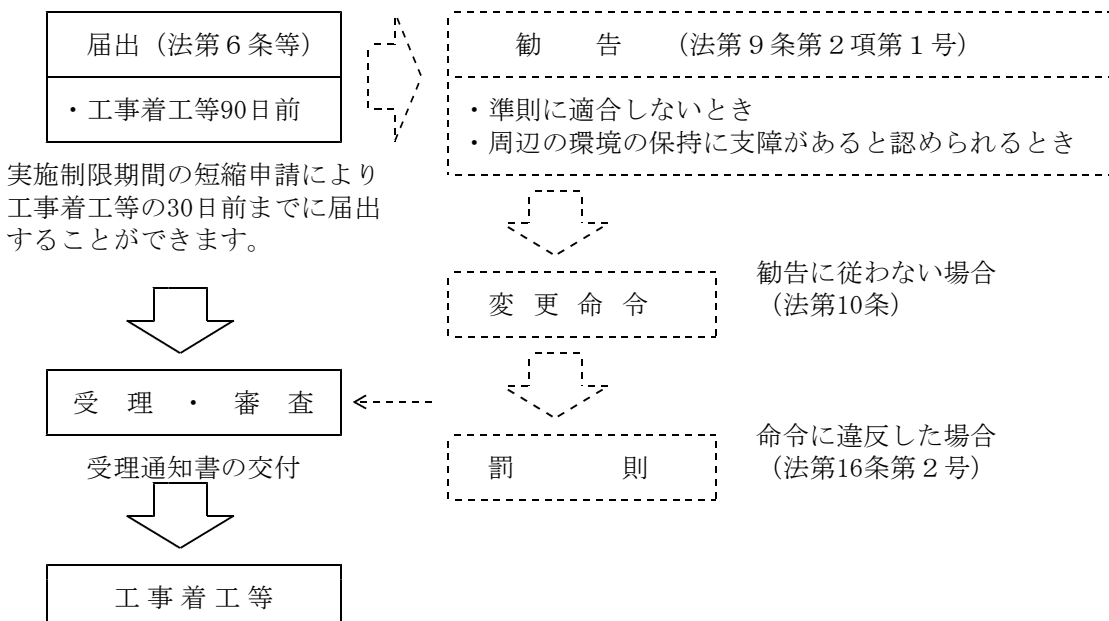 届出（法第６条等）
・工事着工等90日前
実施制限期間の短縮申請により
工事着工等の30日前までに届出
することができます。
勧　　告　　（法第９条第２項第１号）
・準則に適合しないとき
・周辺の環境の保持に支障があると認められるとき
変 更 命 令
勧告に従わない場合
（法第10条）
受　理　・　審　査
受理通知書の交付
罰　　　　則
命令に違反した場合
（法第16条第２号）
工 事 着 工 等